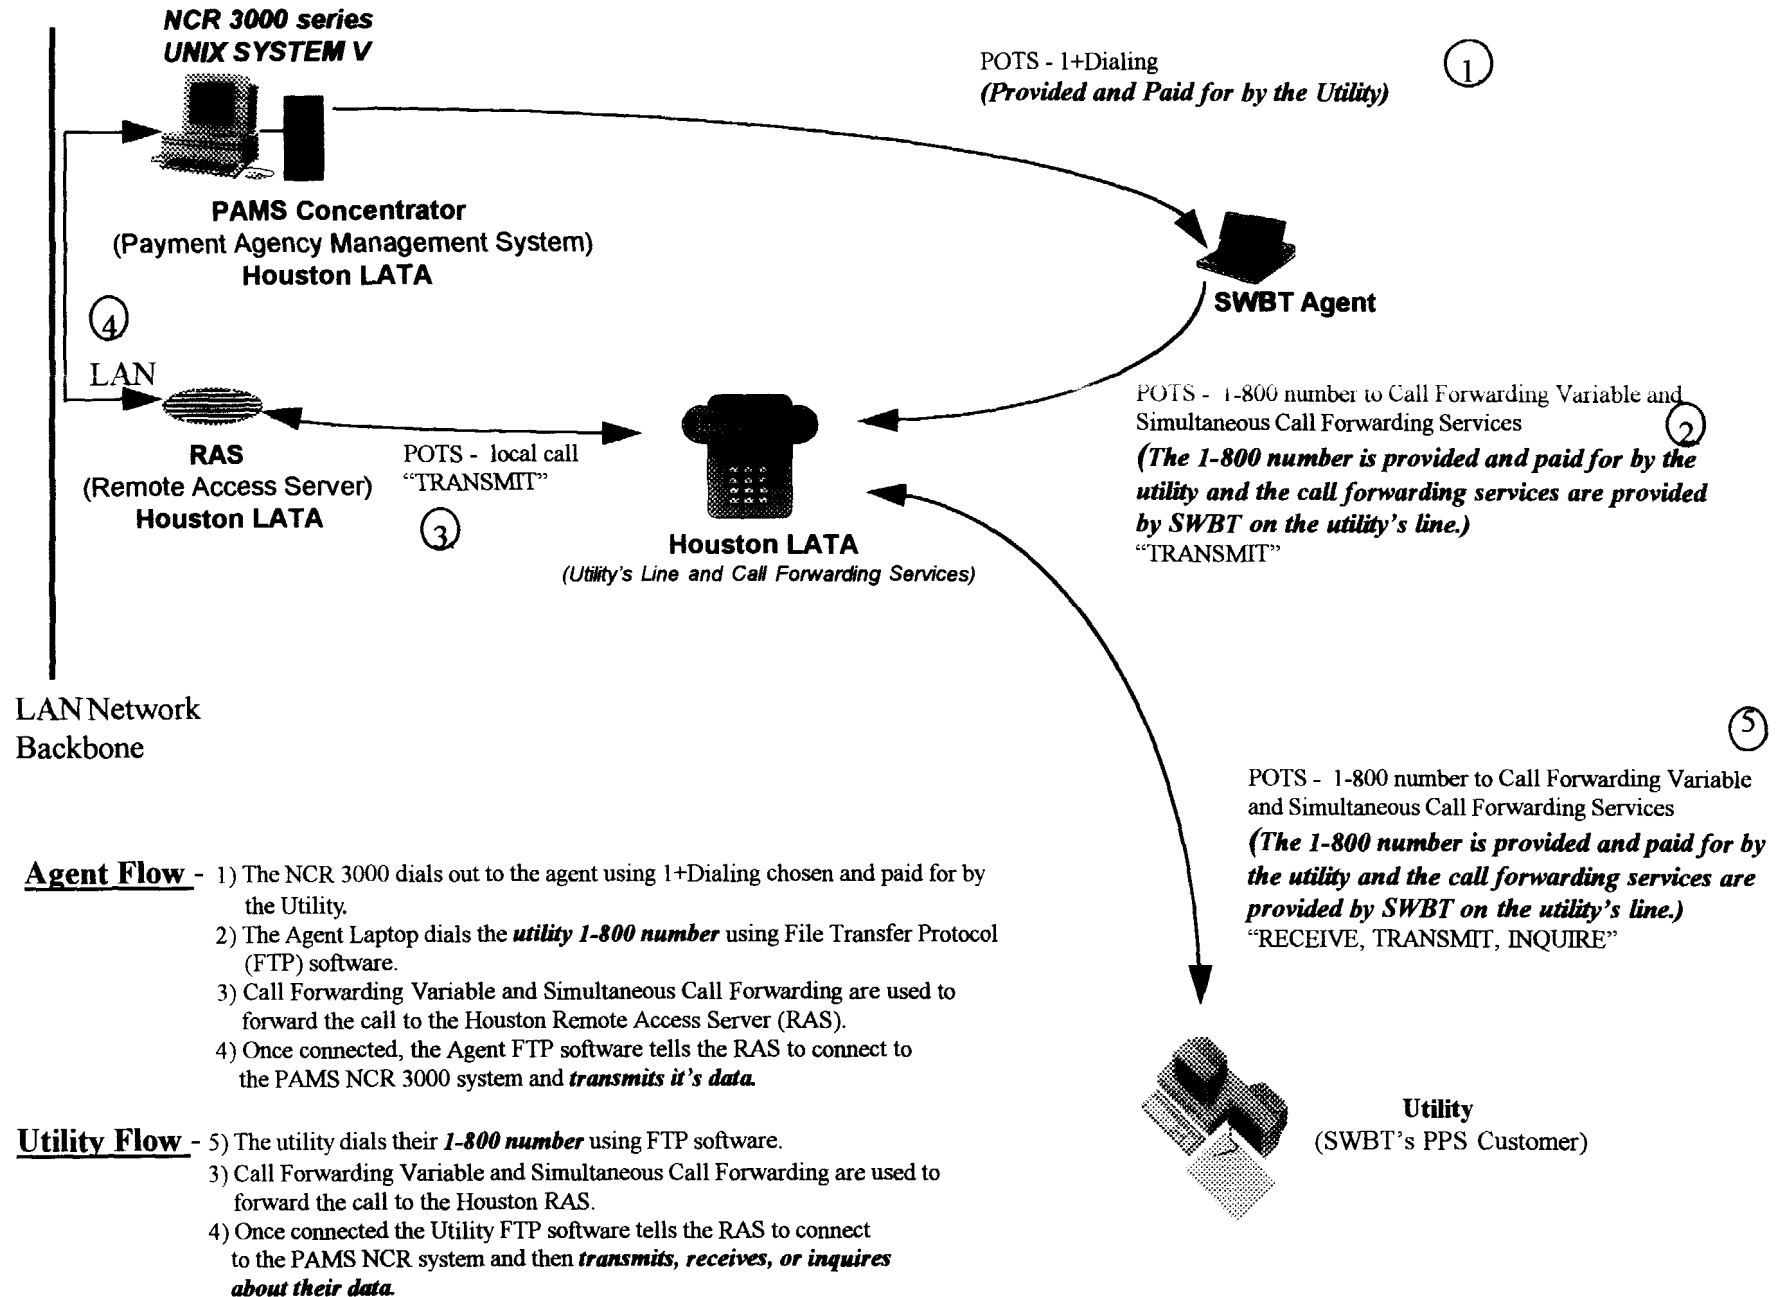 NCR 3000 series
UNIX SYSTEM V
POTS - 1+Dialing
(Provided and Paid for by the Utility)
1
PAMS Concentrator
(Payment Agency Management System)
Houston LATA
SWBT Agent
4
LAN
RAS
(Remote Access Server)
Houston LATA
POTS - local call
“TRANSMIT”
3
Houston LATA
(Utility's Line and Call Forwarding Services)
POTS - 1-800 number to Call Forwarding Variable and
Simultaneous Call Forwarding Services
2
(The 1-800 number is provided and paid for by the
utility and the call forwarding services are provided
by SWBT on the utility's line.)
“TRANSMIT”
LAN Network
Backbone
5
POTS - 1-800 number to Call Forwarding Variable
and Simultaneous Call Forwarding Services
(The 1-800 number is provided and paid for by
the utility and the call forwarding services are
provided by SWBT on the utility's line.)
“RECEIVE, TRANSMIT, INQUIRE”
Agent Flow - 1) The NCR 3000 dials out to the agent using 1+Dialing chosen and paid for by
the Utility.
2) The Agent Laptop dials the utility 1-800 number using File Transfer Protocol
(FTP) software.
3) Call Forwarding Variable and Simultaneous Call Forwarding are used to
forward the call to the Houston Remote Access Server (RAS).
4) Once connected, the Agent FTP software tells the RAS to connect to
the PAMS NCR 3000 system and transmits it's data.
Utility
(SWBT's PPS Customer)
Utility Flow - 5) The utility dials their 1-800 number using FTP software.
3) Call Forwarding Variable and Simultaneous Call Forwarding are used to
forward the call to the Houston RAS.
4) Once connected the Utility FTP software tells the RAS to connect
to the PAMS NCR system and then transmits, receives, or inquires
about their data.